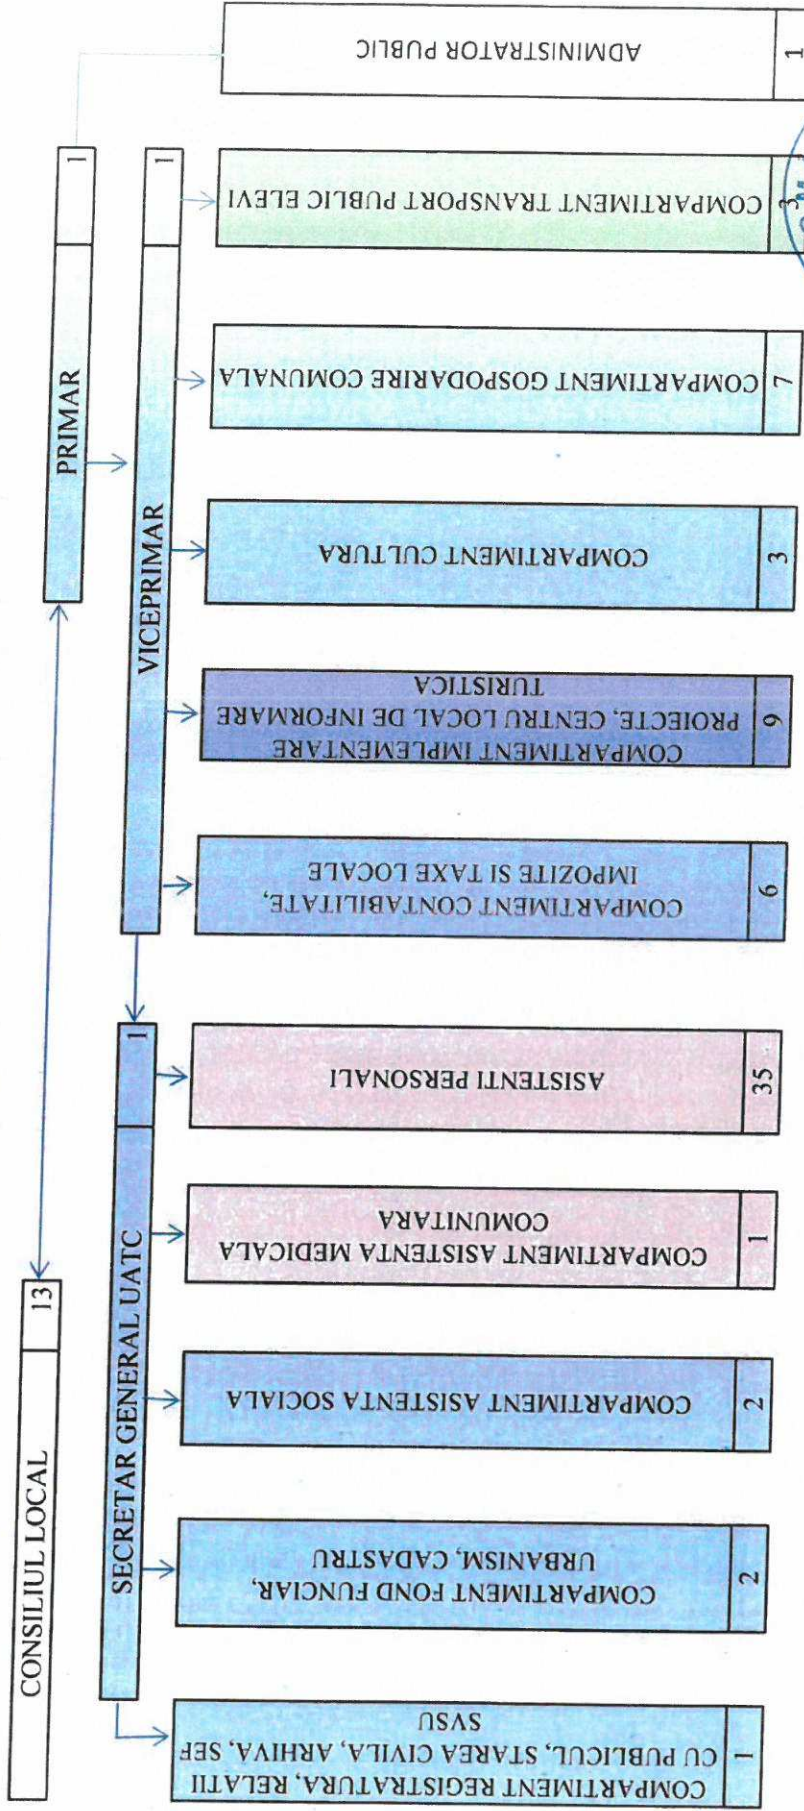 CONSILIUL LOCAL
13
PRIMAR
1
VICEPRIMAR
1
SECRETAR GENERAL UATC
1
COMPARTIMENT REGISTRATURA, RELATII
CU PUBLICUL, STAREA CIVILA, ARHIVA, SEF
SVSU
1
COMPARTIMENT FOND FUNCIAR,
URBANISM, CADASTRU
2
COMPARTIMENT ASISTENTA SOCIALA
2
COMPARTIMENT ASISTENTA MEDICALA
COMUNITARA
1
ASISTENTI PERSONALI
35
COMPARTIMENT CONTABILITATE,
IMPOZITE SI TAXE LOCALE
6
COMPARTIMENT IMPLEMENTARE
PROIECTE, CENTRU LOCAL DE INFORMARE
TURISTICA
9
COMPARTIMENT CULTURA
3
COMPARTIMENT GOSPODARIRE COMUNALA
7
COMPARTIMENT TRANSPORT PUBLIC ELEVI
3
ADMINISTRATOR PUBLIC
1